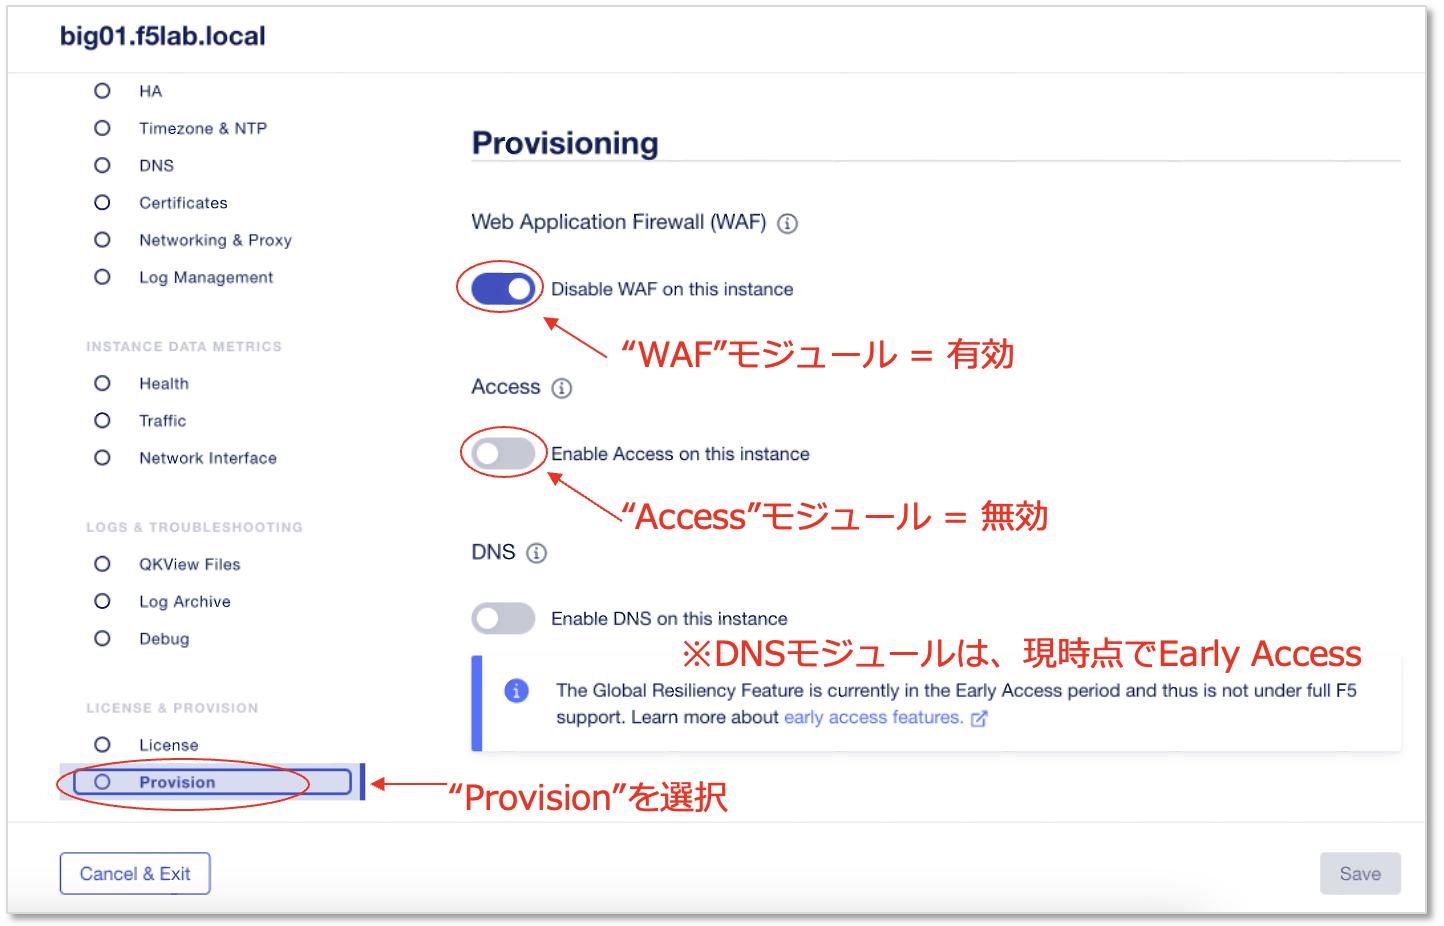 big01.f5lab.local
HA
Timezone & NTP
DNS
Certificates
Networking & Proxy
Log Management
INSTANCE DATA METRICS
Health
Traffic
Network Interface
LOGS & TROUBLESHOOTING
QKView Files
Log Archive
Debug
LICENSE & PROVISION
License
Provision
“Provision”を選択
Provisioning
Web Application Firewall (WAF)
Disable WAF on this instance
“WAF”モジュール = 有効
Access
Enable Access on this instance
“Access”モジュール = 無効
DNS
Enable DNS on this instance
※DNSモジュールは、現時点でEarly Access
The Global Resiliency Feature is currently in the Early Access period and thus is not under full F5
support. Learn more about early access features.
Cancel & Exit
Save